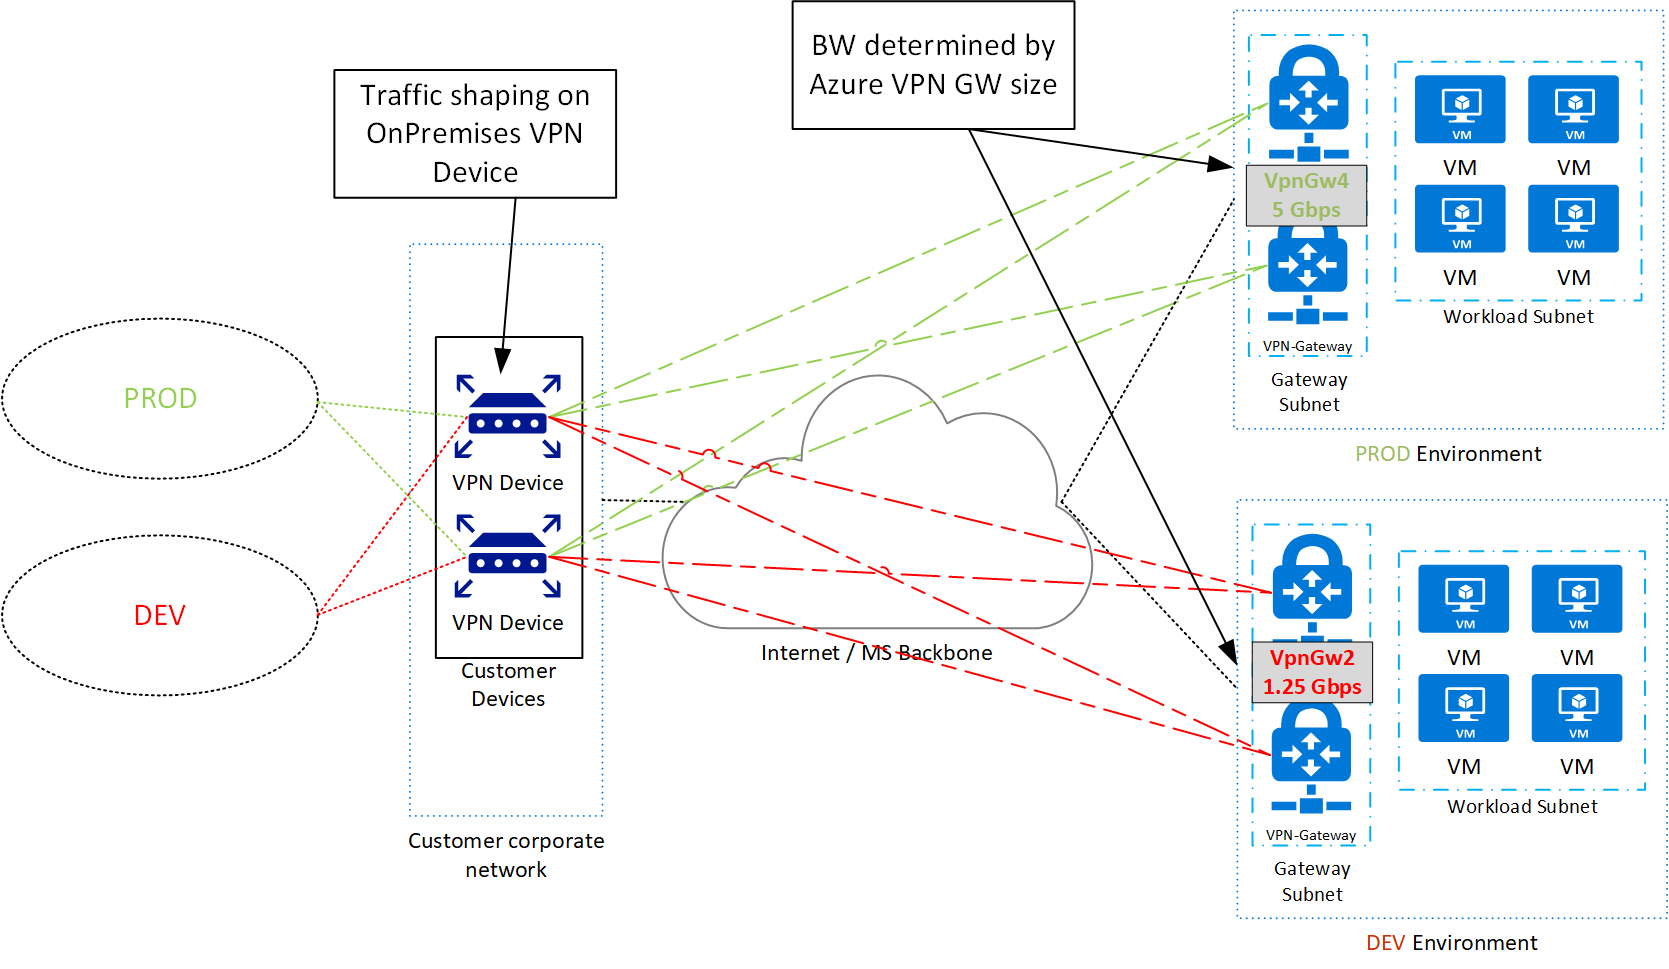 BW determined by
Azure VPN GW size
Traffic shaping on
OnPremises VPN
Device
VM
VM
VM
VM
VpnGw4
5 Gbps
VM
VM
VM
VM
Workload Subnet
VPN-Gateway
Gateway
Subnet
PROD Environment
PROD
VPN Device
DEV
VPN Device
Customer
Devices
Customer corporate
network
Internet / MS Backbone
VM
VM
VM
VM
VpnGw2
1.25 Gbps
VM
VM
VM
VM
Workload Subnet
VPN-Gateway
Gateway
Subnet
DEV Environment